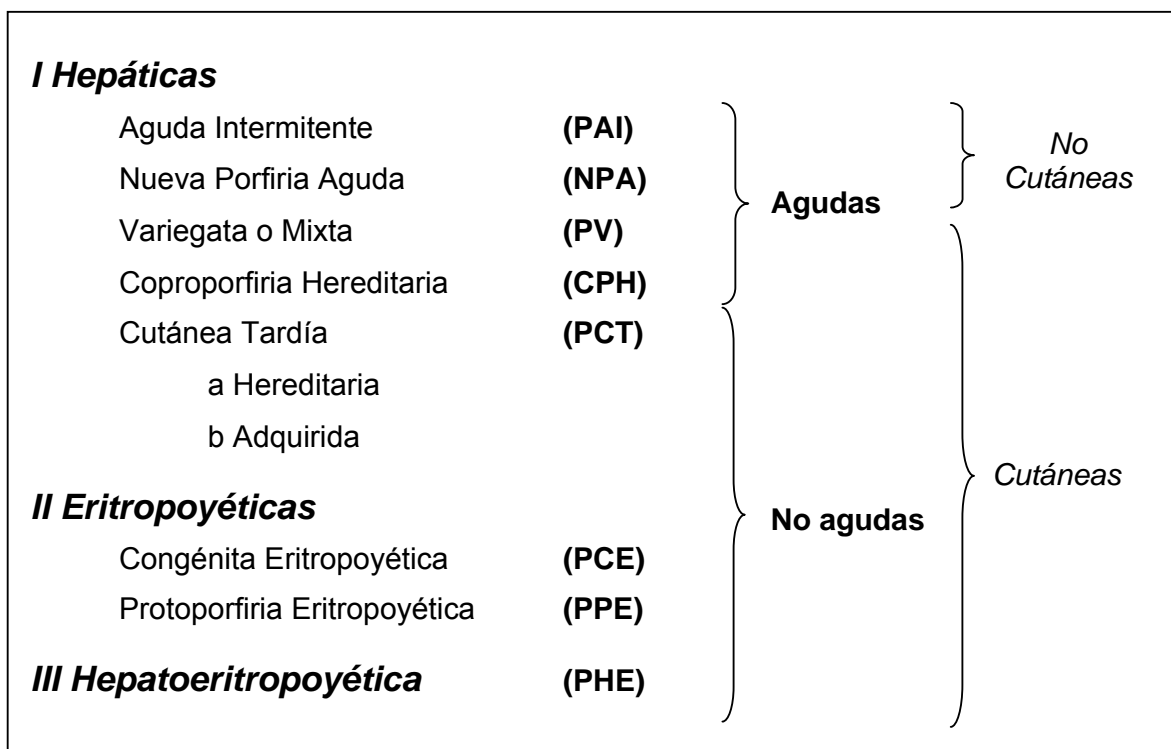 I Hepáticas
Aguda Intermitente (PAI)
No
Nueva Porfiria Aguda (NPA)
Cutáneas
Agudas
Variegata o Mixta (PV)
Coproporfiria Hereditaria (CPH)
Cutánea Tardía (PCT)
a Hereditaria
b Adquirida
Cutáneas
II Eritropoyéticas
No agudas
Congénita Eritropoyética (PCE)
Protoporfiria Eritropoyética (PPE)
III Hepatoeritropoyética (PHE)